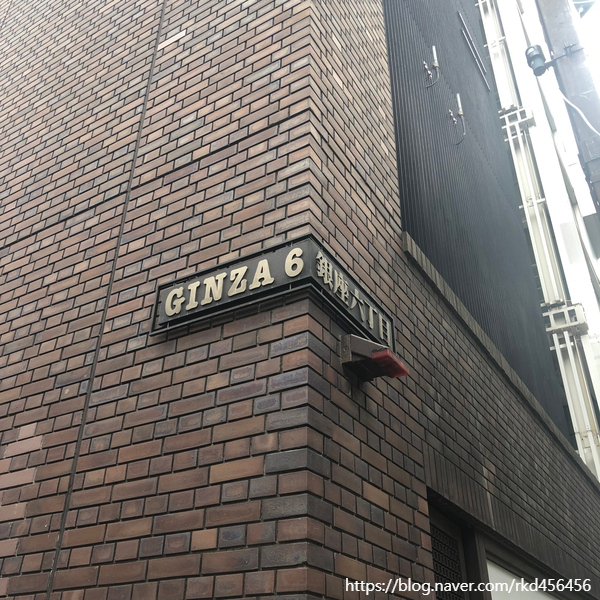 GINZA 6
銀座六丁目
https://blog.naver.com/rkd456456